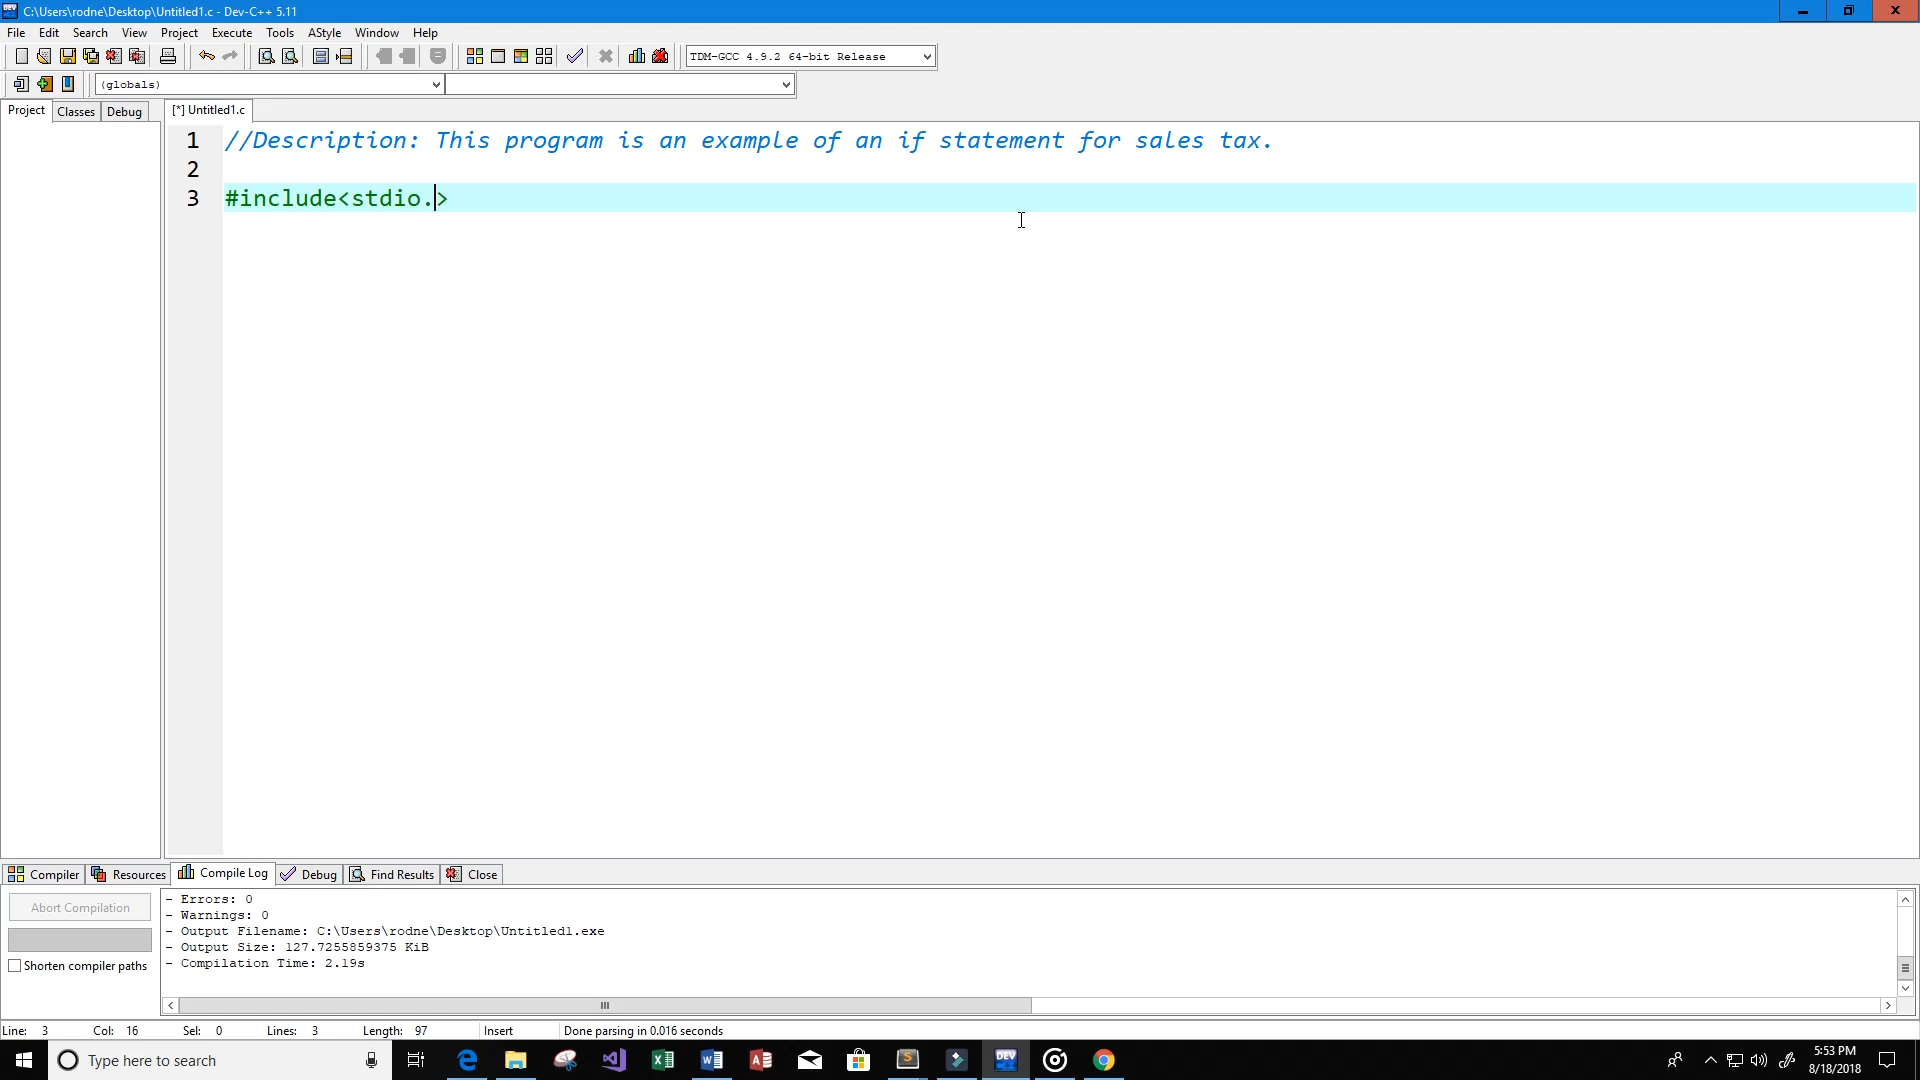 C:\Users\rodne\Desktop\Untitled1.c - Dev-C++ 5.11
File Edit Search View Project Execute Tools AStyle Window Help
TDM-GCC 4.9.2 64-bit Release
(globals)
Project Classes Debug [*] Untitled1.c
1 //Description: This program is an example of an if statement for sales tax.
2
3 #include<stdio.>
Compiler Resources Compile Log Debug Find Results Close
Abort Compilation
Shorten compiler paths
- Errors: 0
- Warnings: 0
- Output Filename: C:\Users\rodne\Desktop\Untitled1.exe
- Output Size: 127.7255859375 KiB
- Compilation Time: 2.19s
Line: 3 Col: 16 Sel: 0 Lines: 3 Length: 97 Insert Done parsing in 0.016 seconds
Type here to search
DEV
5:53 PM
8/18/2018